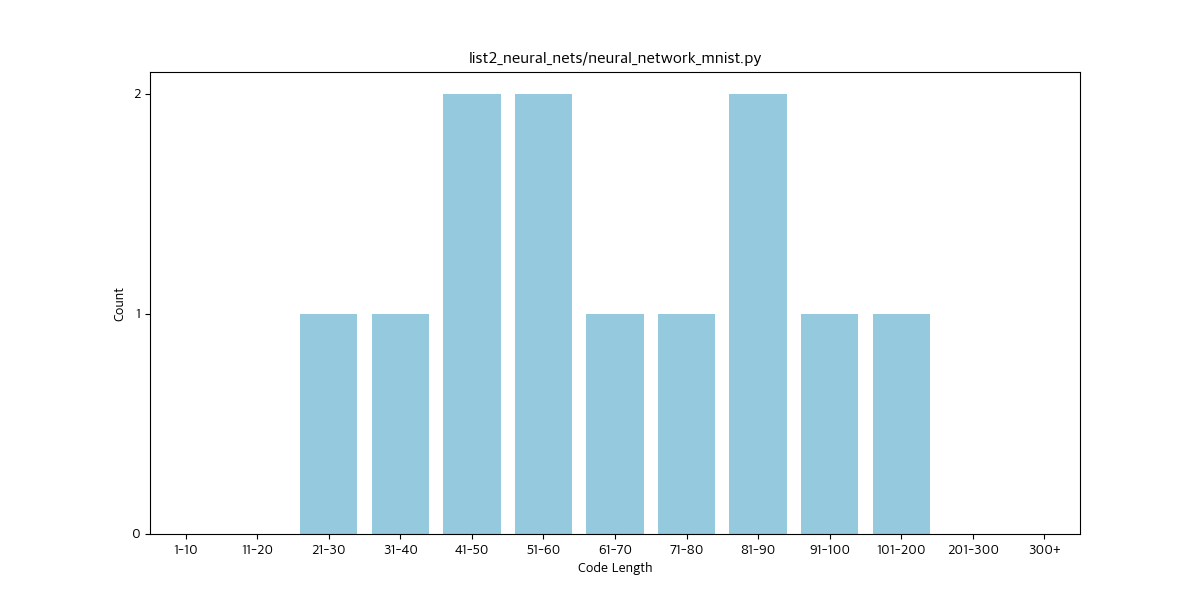 list2_neural_nets/neural_network_mnist.py
2
1
0
Count
1-10 11-20 21-30 31-40 41-50 51-60 61-70 71-80 81-90 91-100 101-200 201-300 300+
Code Length